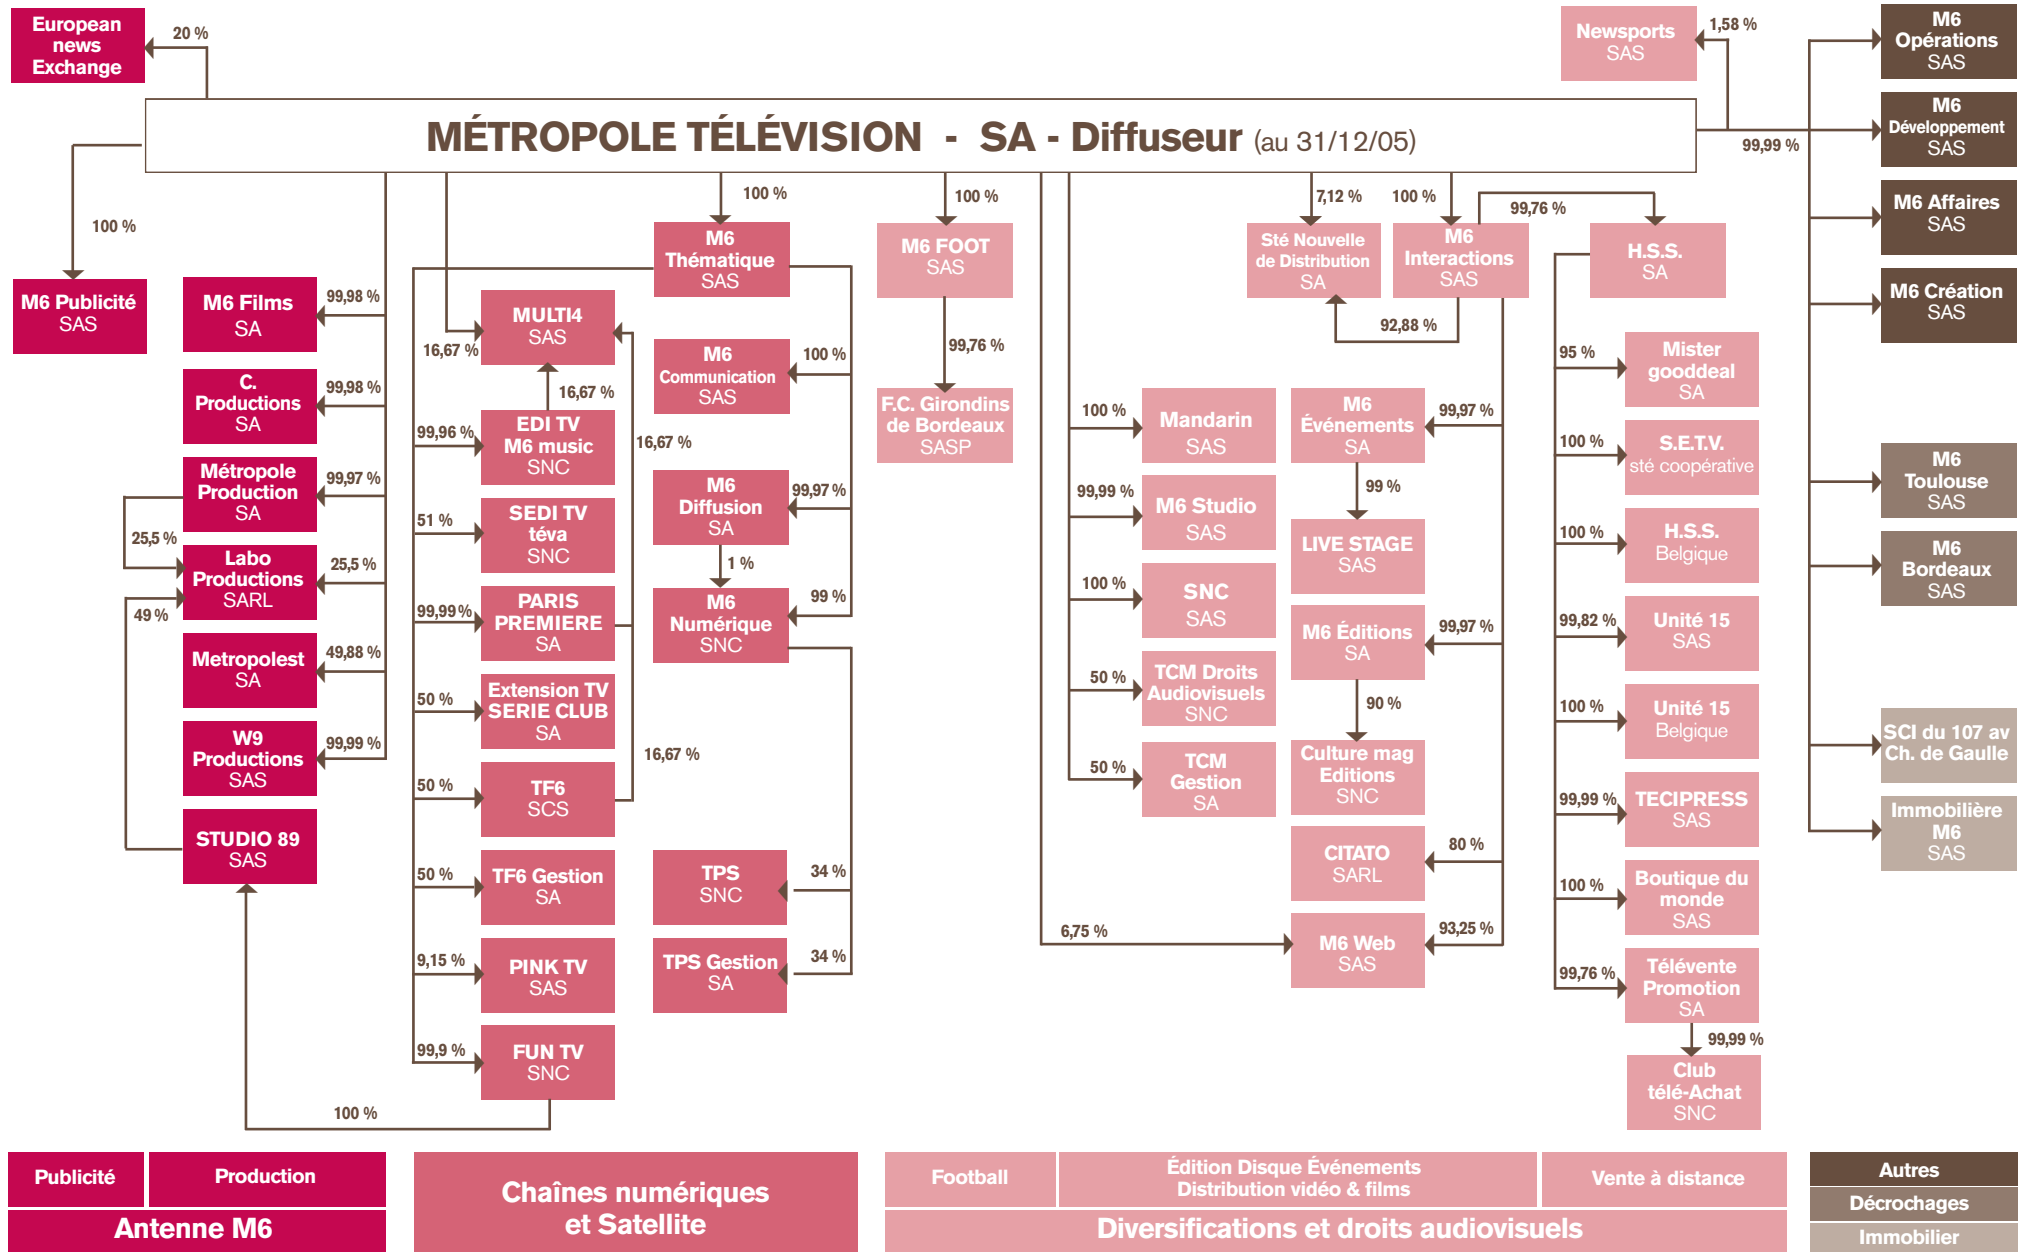 European
news
Exchange
20 %
Newsports
SAS
1,58 %
M6
Opérations
SAS
MÉTROPOLE TÉLÉVISION - SA - Diffuseur (au 31/12/05)
99,99 %
M6
Développement
SAS
M6 Affaires
SAS
M6 Création
SAS
M6
Toulouse
SAS
M6
Bordeaux
SAS
SCI du 107 av
Ch. de Gaulle
Immobilière
M6
SAS
100 %
M6 Publicité
SAS
M6 Films
SA
99,98 %
C.
Productions
SA
99,98 %
Métropole
Production
SA
99,97 %
25,5 %
Labo
Productions
SARL
25,5 %
49 %
Metropolest
SA
49,88 %
W9
Productions
SAS
99,99 %
STUDIO 89
SAS
100 %
100 %
M6
Thématique
SAS
MULTI4
SAS
16,67 %
16,67 %
16,67 %
16,67 %
99,96 %
EDI TV
M6 music
SNC
51 %
SEDI TV
téva
SNC
99,99 %
PARIS
PREMIERE
SA
50 %
Extension TV
SERIE CLUB
SA
50 %
TF6
SCS
50 %
TF6 Gestion
SA
9,15 %
PINK TV
SAS
99,9 %
FUN TV
SNC
M6
Communication
SAS
100 %
M6
Diffusion
SA
99,97 %
1 %
M6
Numérique
SNC
99 %
TPS
SNC
34 %
TPS Gestion
SA
34 %
100 %
M6 FOOT
SAS
99,76 %
F.C. Girondins
de Bordeaux
SASP
100 %
Mandarin
SAS
99,99 %
M6 Studio
SAS
100 %
SNC
SAS
50 %
TCM Droits
Audiovisuels
SNC
50 %
TCM
Gestion
SA
6,75 %
7,12 %
Sté Nouvelle
de Distribution
SA
100 %
M6
Interactions
SAS
92,88 %
99,76 %
M6
Événements
SA
99,97 %
99 %
LIVE STAGE
SAS
M6 Éditions
SA
99,97 %
90 %
Culture mag
Editions
SNC
CITATO
SARL
80 %
M6 Web
SAS
93,25 %
H.S.S.
SA
95 %
Mister
gooddeal
SA
100 %
S.E.T.V.
sté coopérative
100 %
H.S.S.
Belgique
99,82 %
Unité 15
SAS
100 %
Unité 15
Belgique
99,99 %
TECIPRESS
SAS
100 %
Boutique du
monde
SAS
99,76 %
Télévente
Promotion
SA
99,99 %
Club
télé-Achat
SNC
Publicité
Production
Antenne M6
Chaînes numériques
et Satellite
Football
Édition Disque Événements
Distribution vidéo & films
Vente à distance
Diversifications et droits audiovisuels
Autres
Décrochages
Immobilier